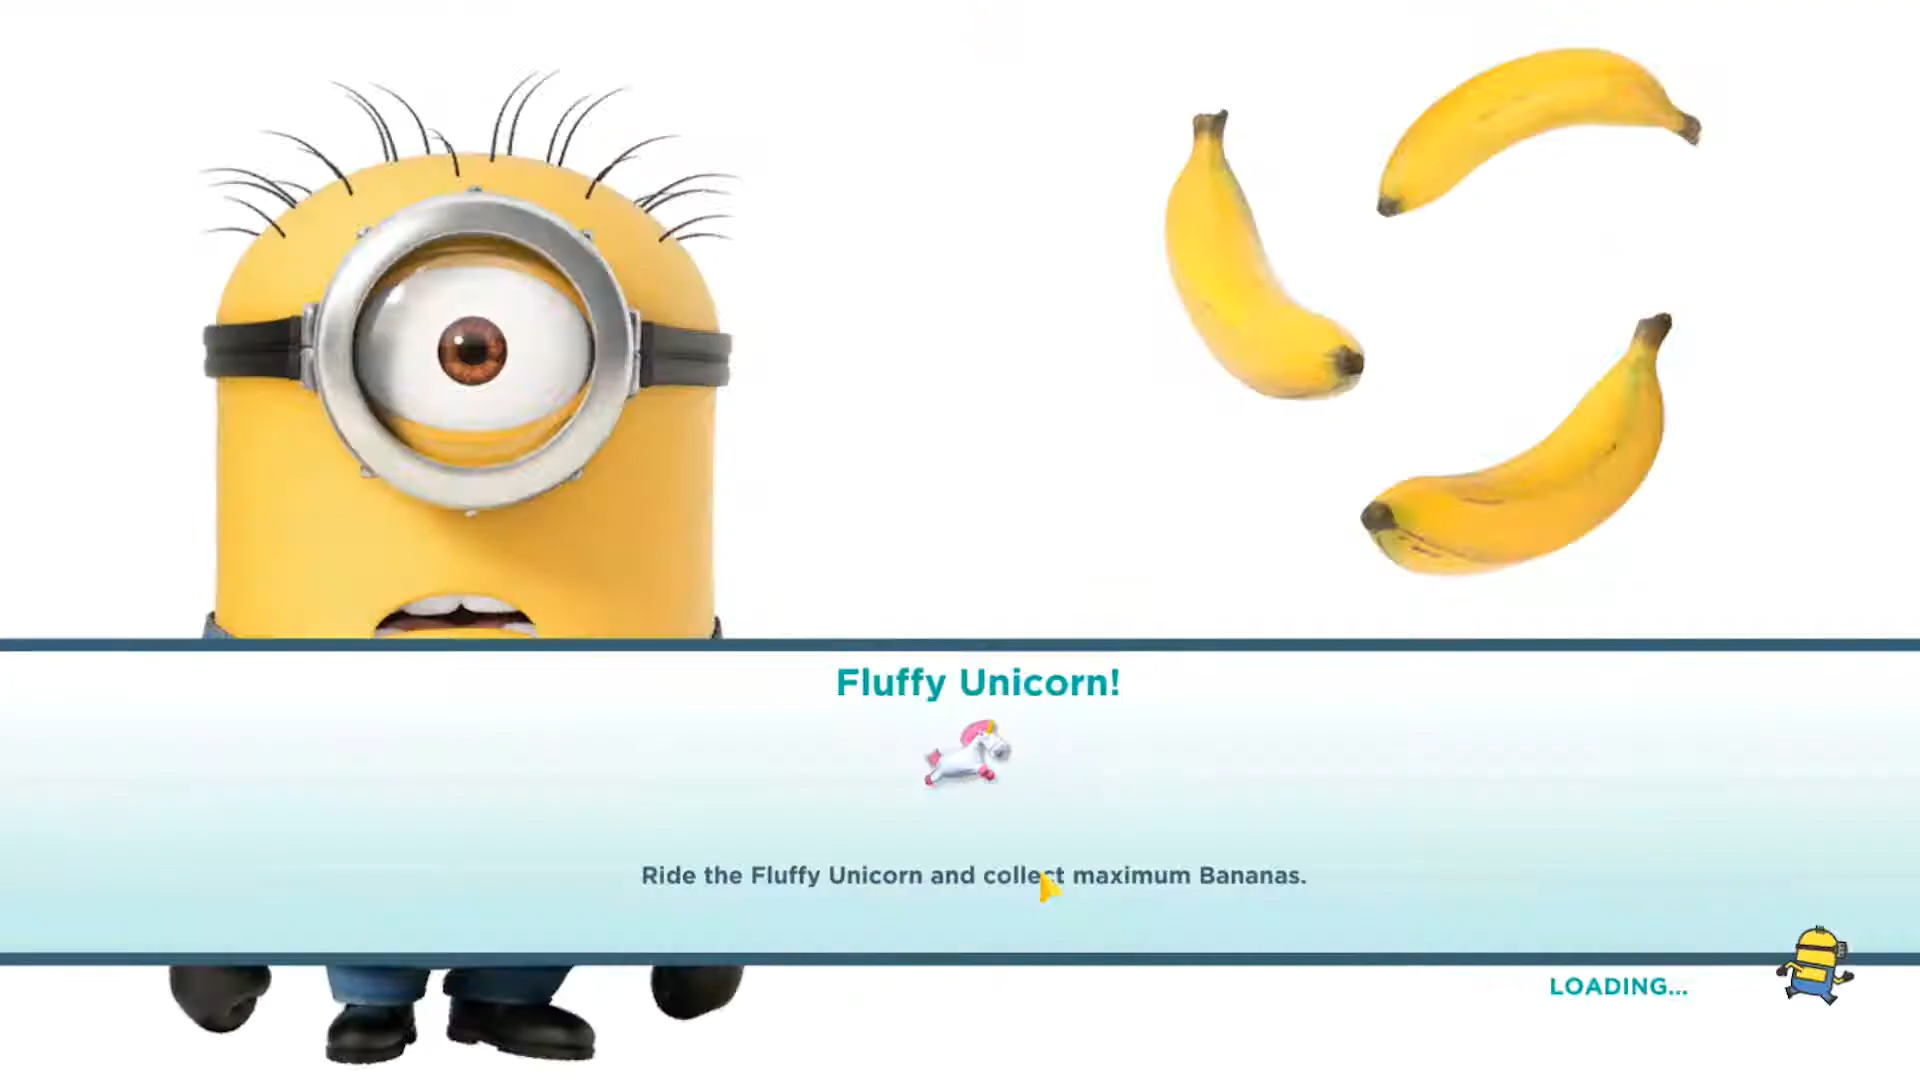 Fluffy Unicorn!
Ride the Fluffy Unicorn and collect maximum Bananas.
LOADING...